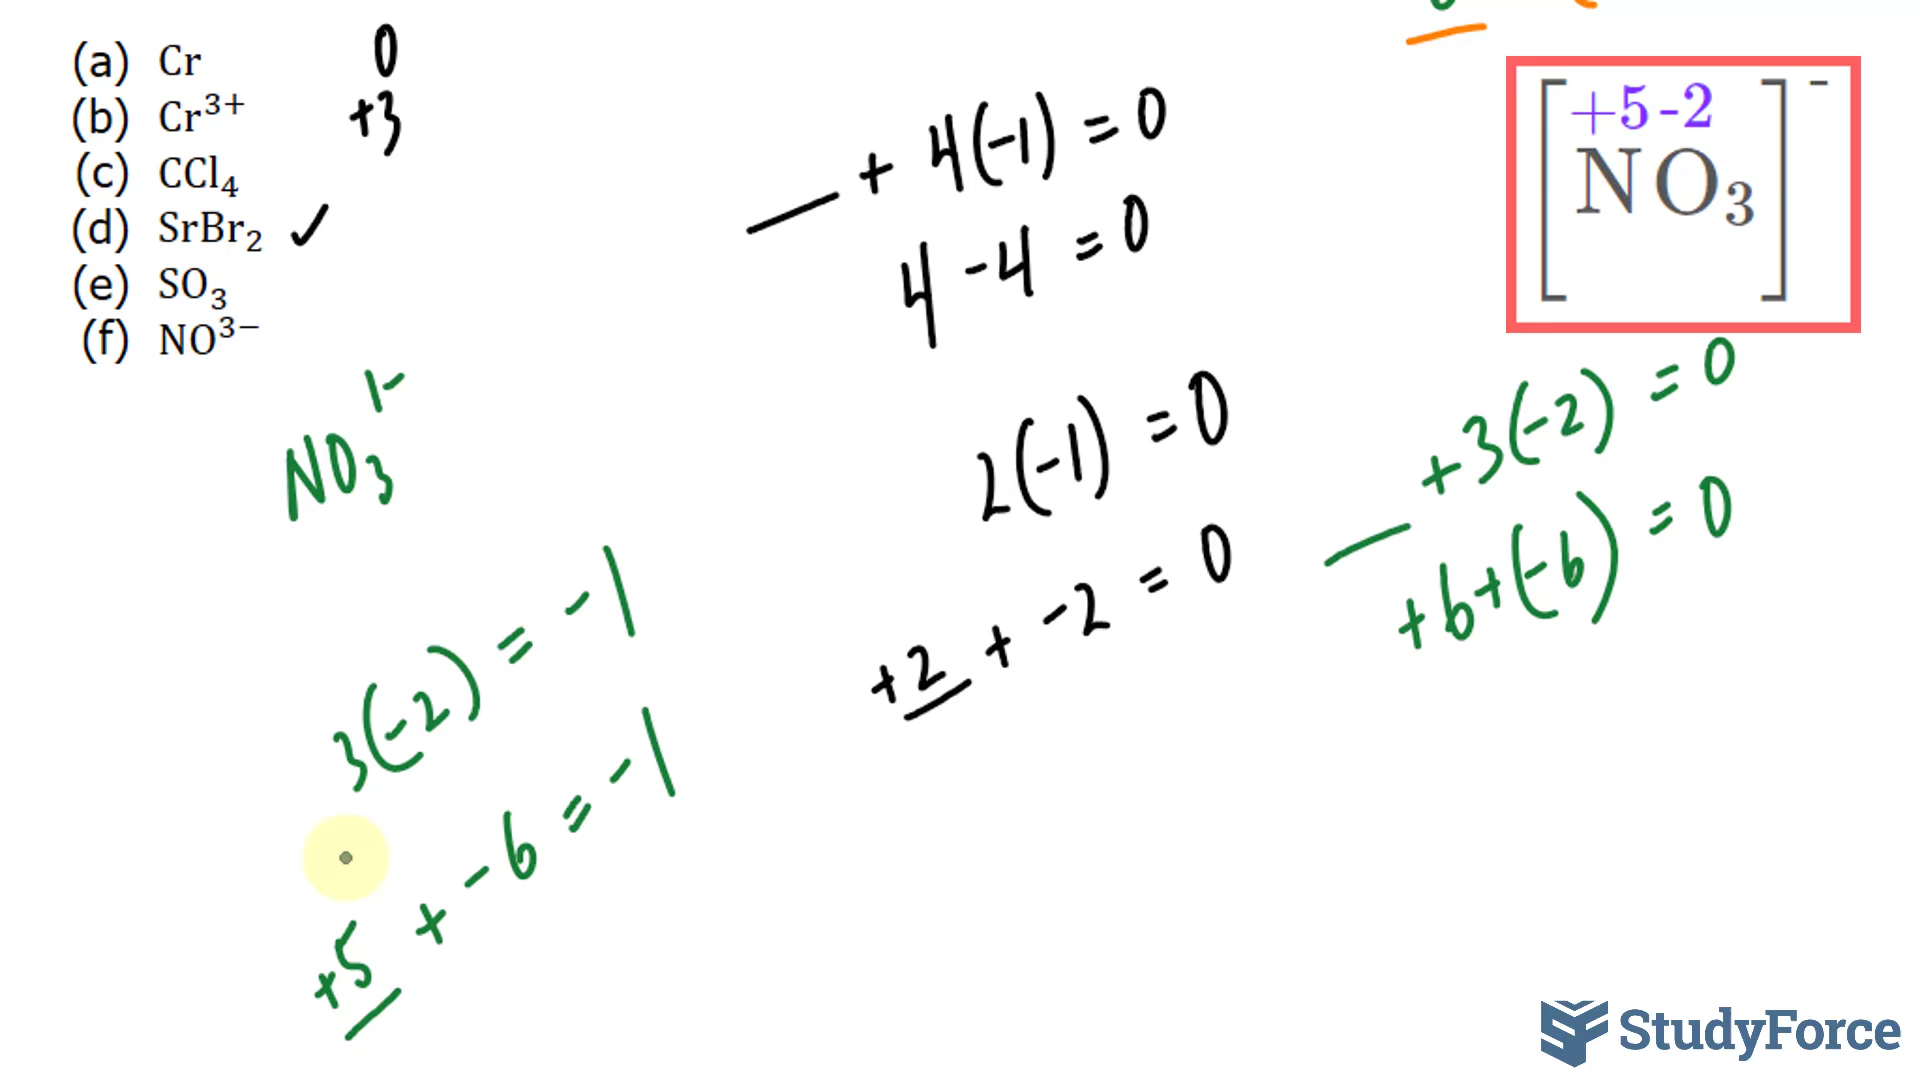 (a) Cr 0
(b) Cr³⁺ +3
(c) CCl₄
(d) SrBr₂ ✓
(e) SO₃
(f) NO³⁻
NO₃ ¹⁻
3(-2) = -1
+5 + -6 = -1
__ + 4(-1) = 0
4 - 4 = 0
2(-1) = 0
+2 + -2 = 0
+5 -2
[NO₃]⁻
__ +3(-2) = 0
+6+(-6) = 0
StudyForce